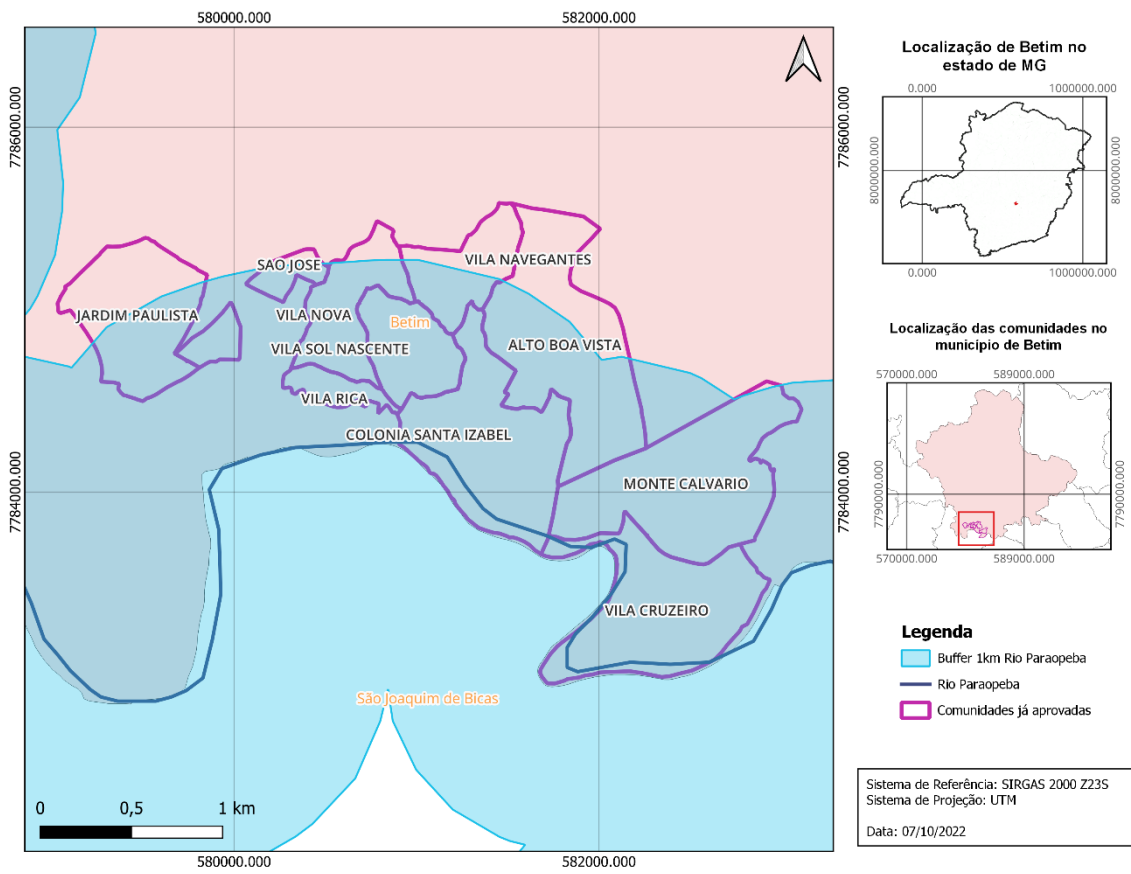 580000.000
582000.000
7786000.000
7786000.000
SAO JOSE
VILA NAVEGANTES
JARDIM PAULISTA
VILA NOVA
Betim
VILA SOL NASCENTE
ALTO BOA VISTA
VILA RICA
COLONIA SANTA IZABEL
7784000.000
7784000.000
MONTE CALVARIO
VILA CRUZEIRO
São Joaquim de Bicas
0
0,5
1 km
580000.000
582000.000
Localização de Betim no
estado de MG
0.000
1000000.000
8000000.000
8000000.000
0.000
1000000.000
Localização das comunidades no
município de Betim
570000.000
589000.000
7790000.000
7790000.000
570000.000
589000.000
Legenda
Buffer 1km Rio Paraopeba
Rio Paraopeba
Comunidades já aprovadas
Sistema de Referência: SIRGAS 2000 Z23S
Sistema de Projeção: UTM
Data: 07/10/2022